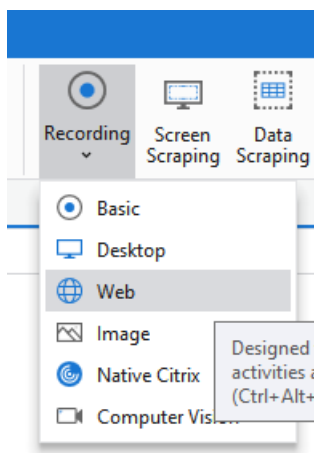 Recording
Screen Scraping
Data Scraping
Basic
Desktop
Web
Image
Native Citrix
Computer Vision
Designed
activities a
(Ctrl+Alt+